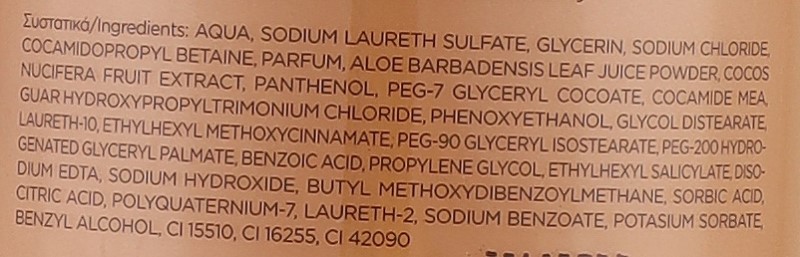 Συστατικά/Ingredients: AQUA, SODIUM LAURETH SULFATE, GLYCERIN, SODIUM CHLORIDE,
COCAMIDOPROPYL BETAINE, PARFUM, ALOE BARBADENSIS LEAF JUICE POWDER, COCOS
NUCIFERA FRUIT EXTRACT, PANTHENOL, PEG-7 GLYCERYL COCOATE, COCAMIDE MEA,
GUAR HYDROXYPROPYLTRIMONIUM CHLORIDE, PHENOXYETHANOL, GLYCOL DISTEARATE,
LAURETH-10, ETHYLHEXYL METHOXYCINNAMATE, PEG-90 GLYCERYL ISOSTEARATE, PEG-200 HYDRO-
GENATED GLYCERYL PALMATE, BENZOIC ACID, PROPYLENE GLYCOL, ETHYLHEXYL SALICYLATE, DISO-
DIUM EDTA, SODIUM HYDROXIDE, BUTYL METHOXYDIBENZOYLMETHANE, SORBIC ACID,
CITRIC ACID, POLYQUATERNIUM-7, LAURETH-2, SODIUM BENZOATE, POTASIUM SORBATE,
BENZYL ALCOHOL, CI 15510, CI 16255, CI 42090